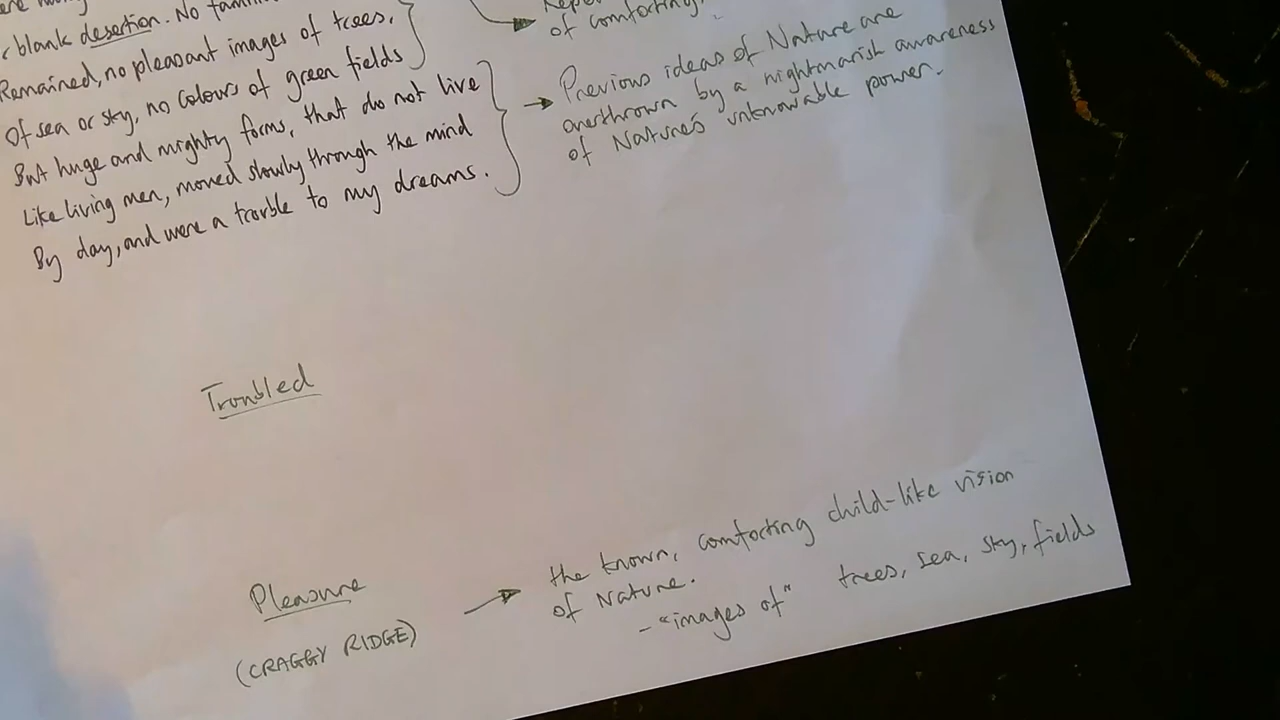 blank desertion. No
Remained, no pleasant images of trees,
Of sea or sky, no colours of green fields
But huge and mighty forms, that do not live
Like living men, moved slowly through the mind
By day, and were a trouble to my dreams.
of comforting.
Previous ideas of Nature are
overthrown by a nightmarish awareness
of Nature's unknowable power.
Troubled
Pleasure
(CRAGGY RIDGE)
the known, comforting child-like vision
of Nature.
- "images of" trees, sea, sky, fields